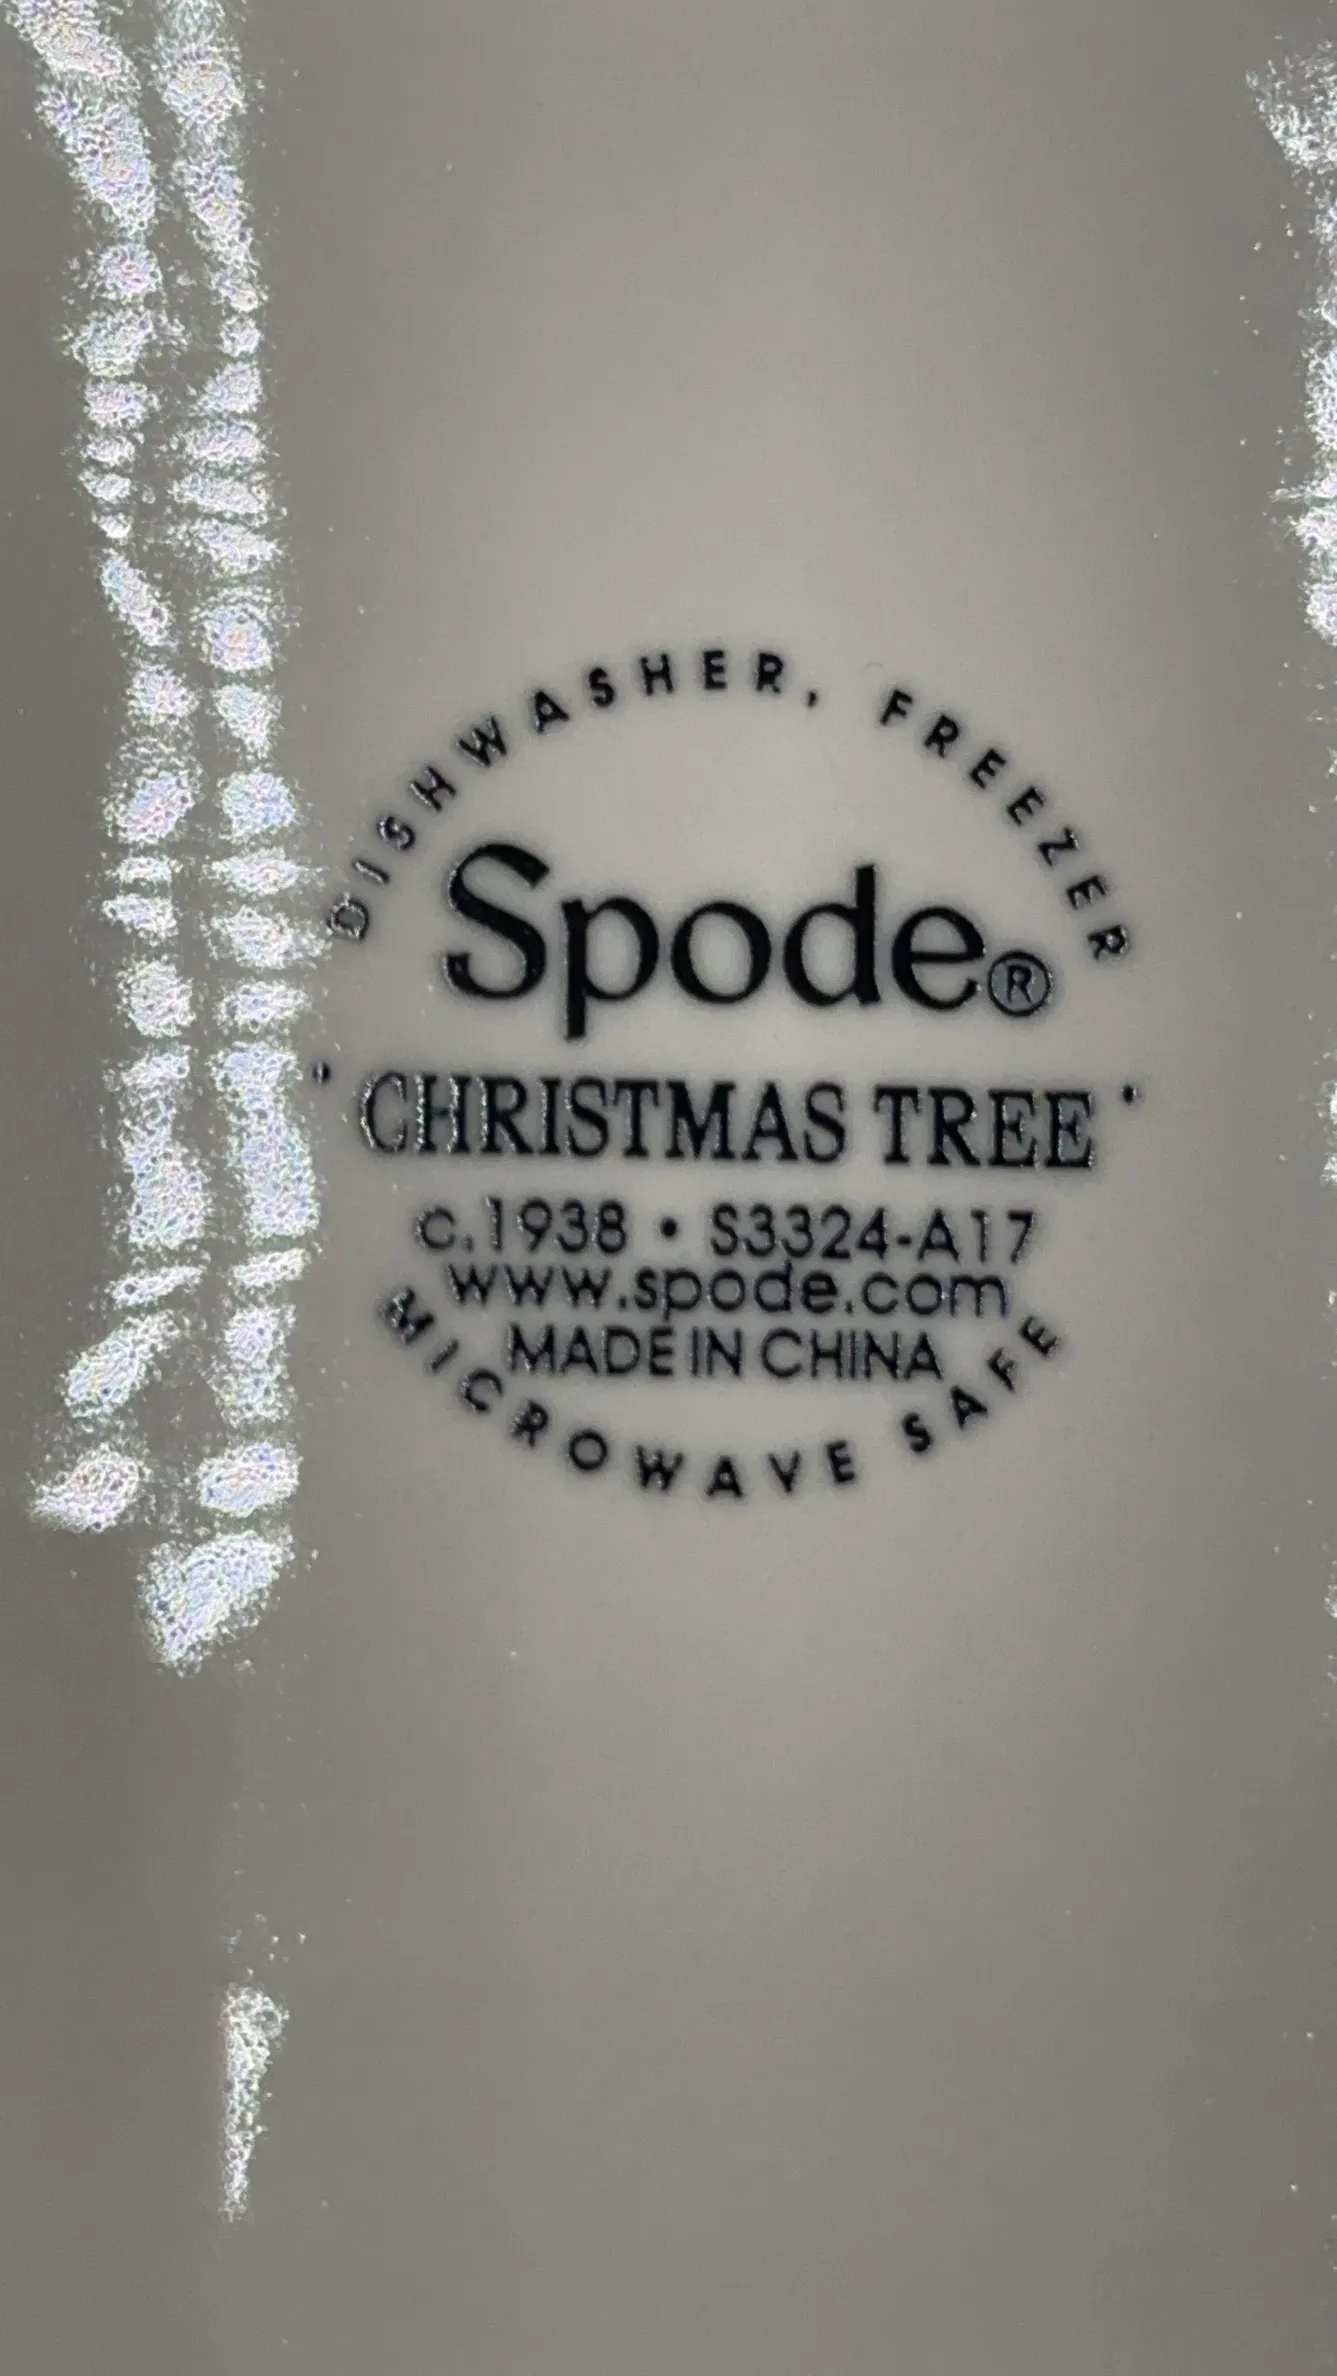 DISHWASHER, FREEZER
Spode®
' CHRISTMAS TREE '
c.1938 • S3324-A17
www.spode.com
MADE IN CHINA
MICROWAVE SAFE